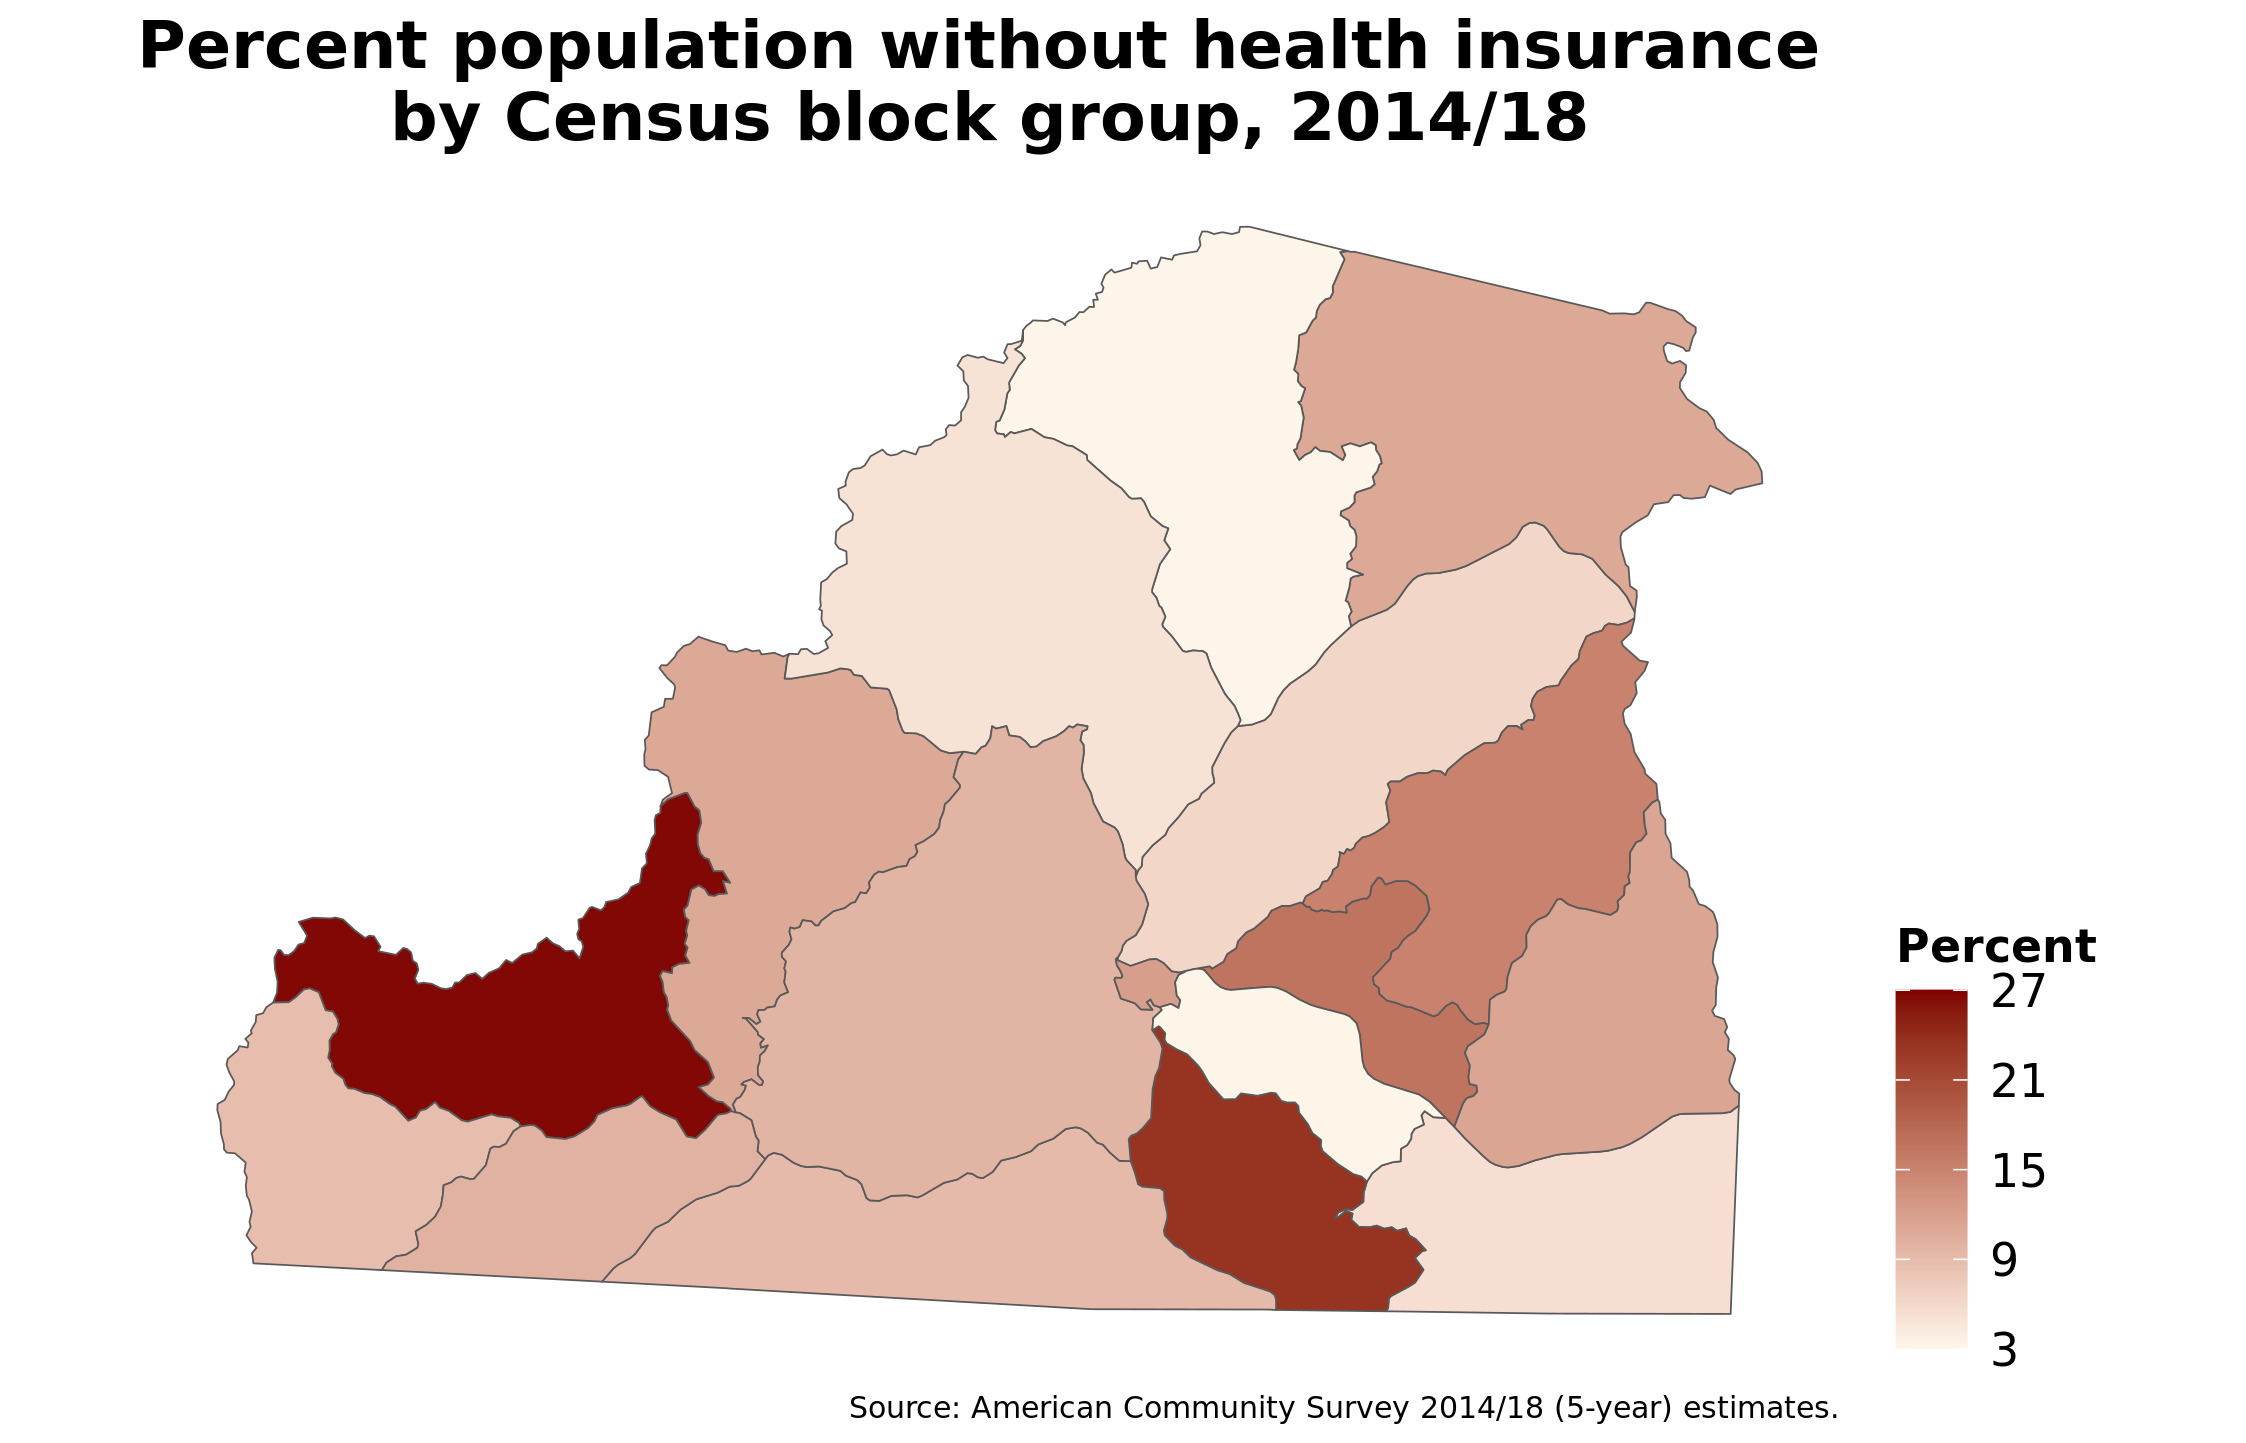 Percent population without health insurance
by Census block group, 2014/18
Percent
27
21
15
9
3
Source: American Community Survey 2014/18 (5-year) estimates.